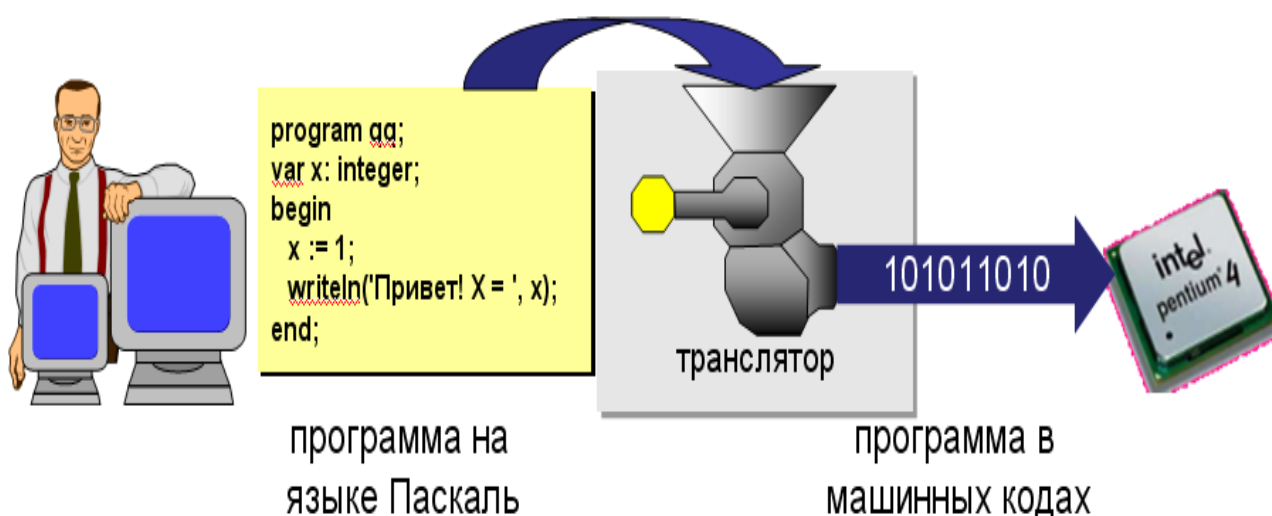 program qq;
var x: integer;
begin
x := 1;
writeln('Привет! X = ', x);
end;
транслятор
101011010
intel.
pentium 4
программа на
языке Паскаль
программа в
машинных кодах